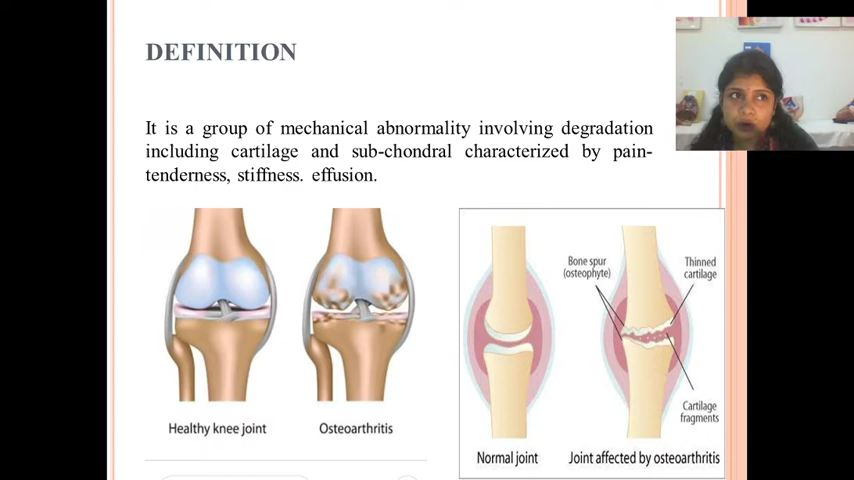 DEFINITION
It is a group of mechanical abnormality involving degradation
including cartilage and sub-chondral characterized by pain-
tenderness, stiffness. effusion.
Healthy knee joint
Osteoarthritis
Bone spur
(osteophyte)
Thinned
cartilage
Cartilage
fragments
Normal joint
Joint affected by osteoarthritis